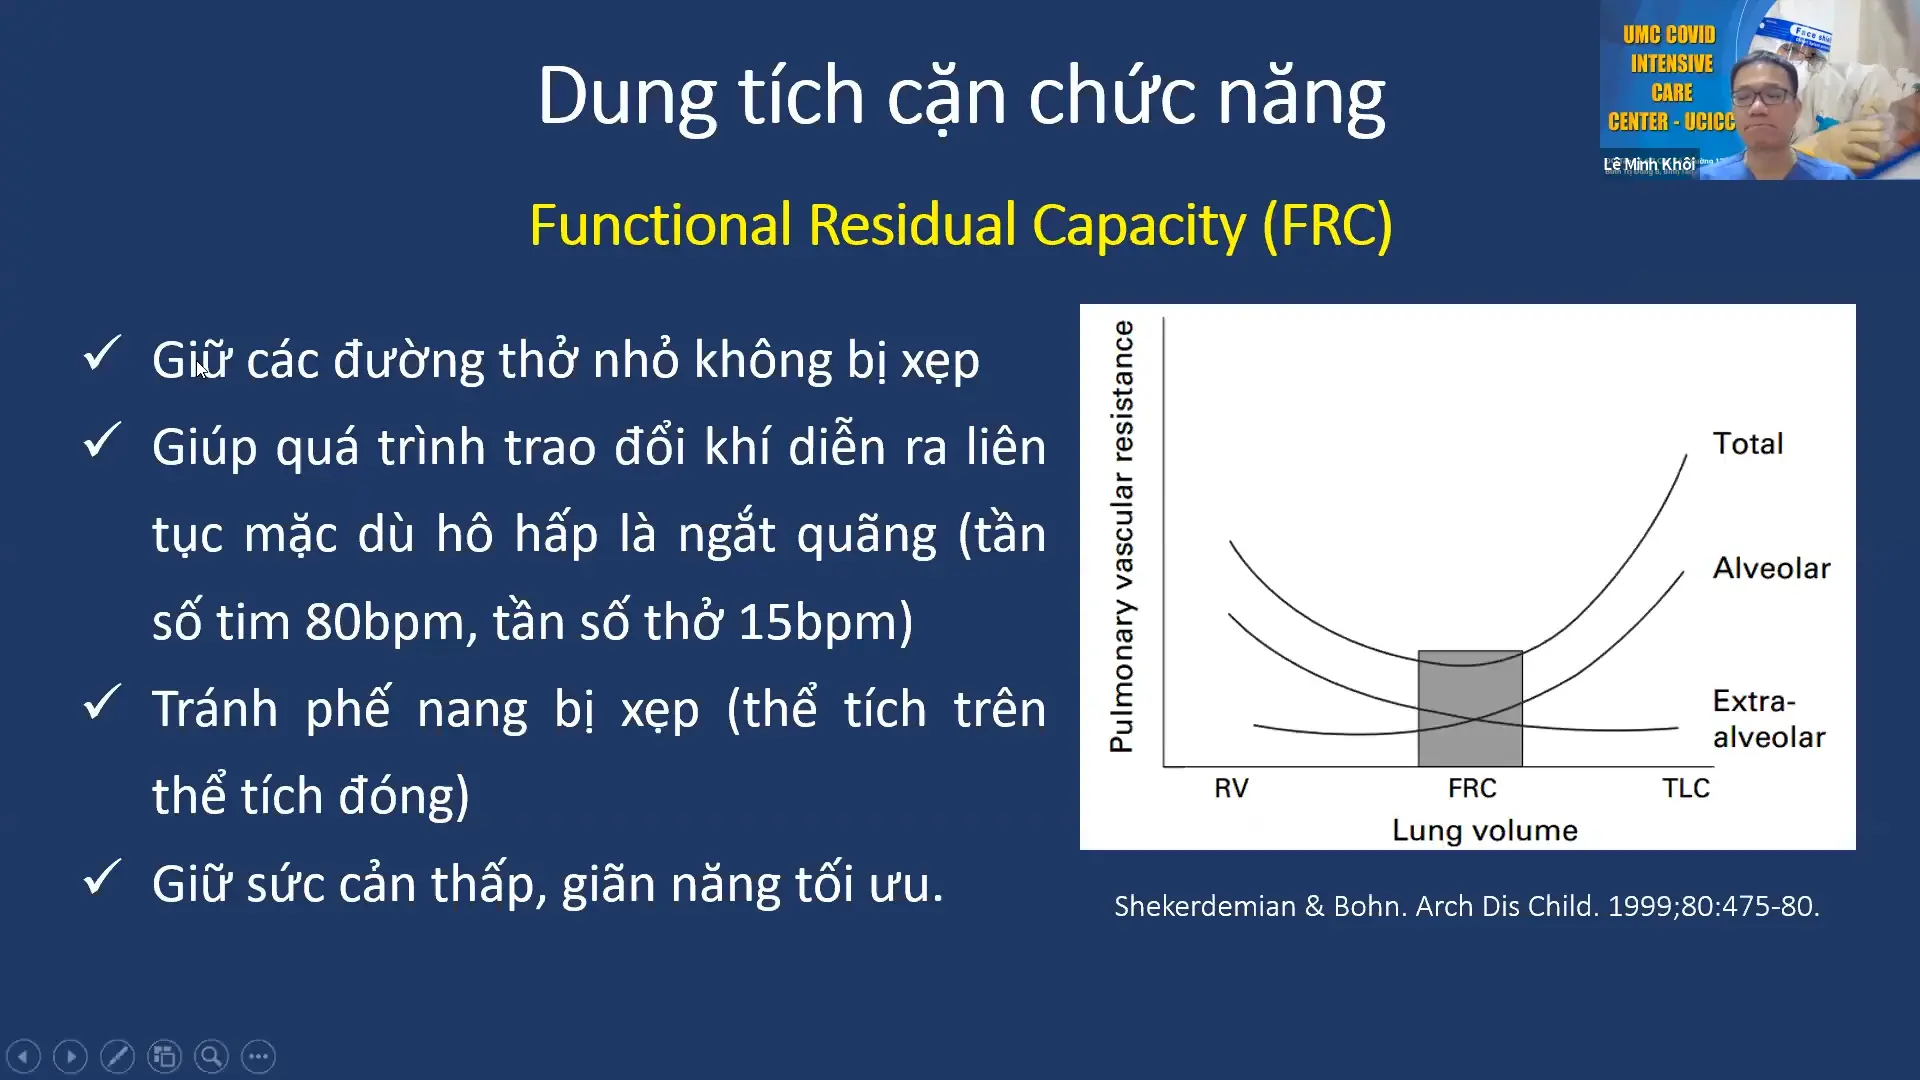 Dung tích cặn chức năng
Functional Residual Capacity (FRC)
Giữ các đường thở nhỏ không bị xẹp
Giúp quá trình trao đổi khí diễn ra liên
tục mặc dù hô hấp là ngắt quãng (tần
số tim 80bpm, tần số thở 15bpm)
Tránh phế nang bị xẹp (thể tích trên
thể tích đóng)
Giữ sức cản thấp, giãn năng tối ưu.
Pulmonary vascular resistance
Total
Alveolar
Extra-
alveolar
RV FRC TLC
Lung volume
Shekerdemian & Bohn. Arch Dis Child. 1999;80:475-80.
UMC COVID
INTENSIVE
CARE
CENTER - UCICC
Face shi
Lê Minh Khôi